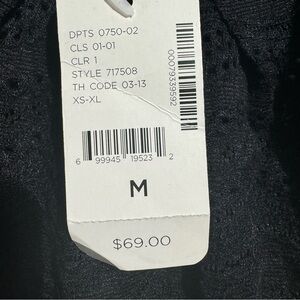 DPTS 0750-02
CLS 01-01
CLR 1
STYLE 717508
TH CODE 03-13
XS-XL
000079339592
6 99945 19523 2
M
$69.00